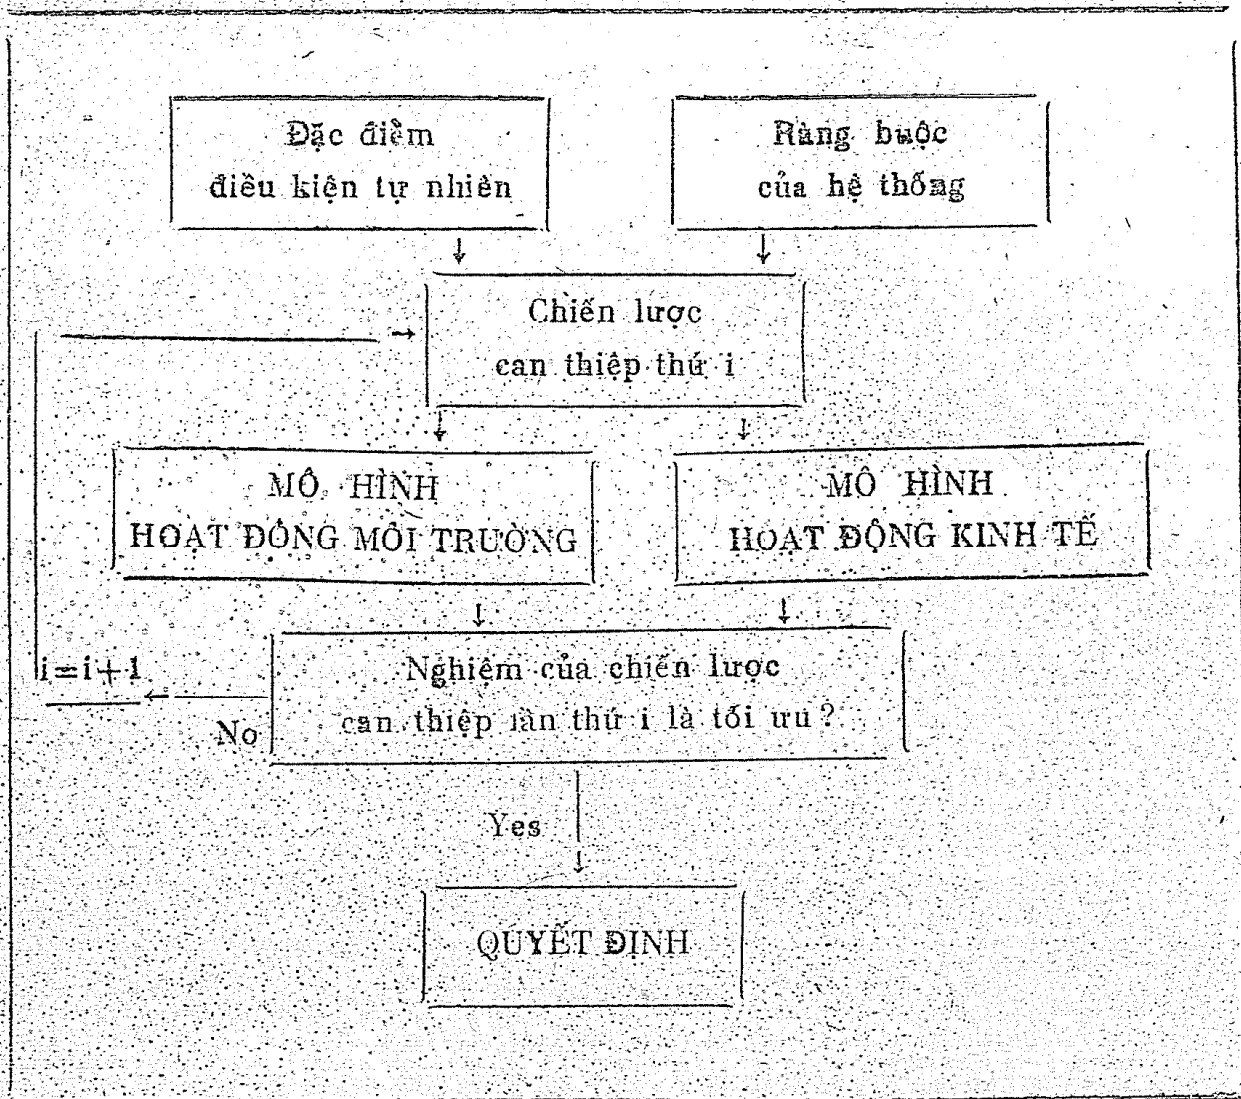 Đặc điểm
điều kiện tự nhiên
Ràng buộc
của hệ thống
Chiến lược
can thiệp thứ i
MÔ HÌNH
HOẠT ĐỘNG MÔI TRƯỜNG
MÔ HÌNH
HOẠT ĐỘNG KINH TẾ
i=i+1
No
Nghiệm của chiến lược
can thiệp lần thứ i là tối ưu?
Yes
QUYẾT ĐỊNH